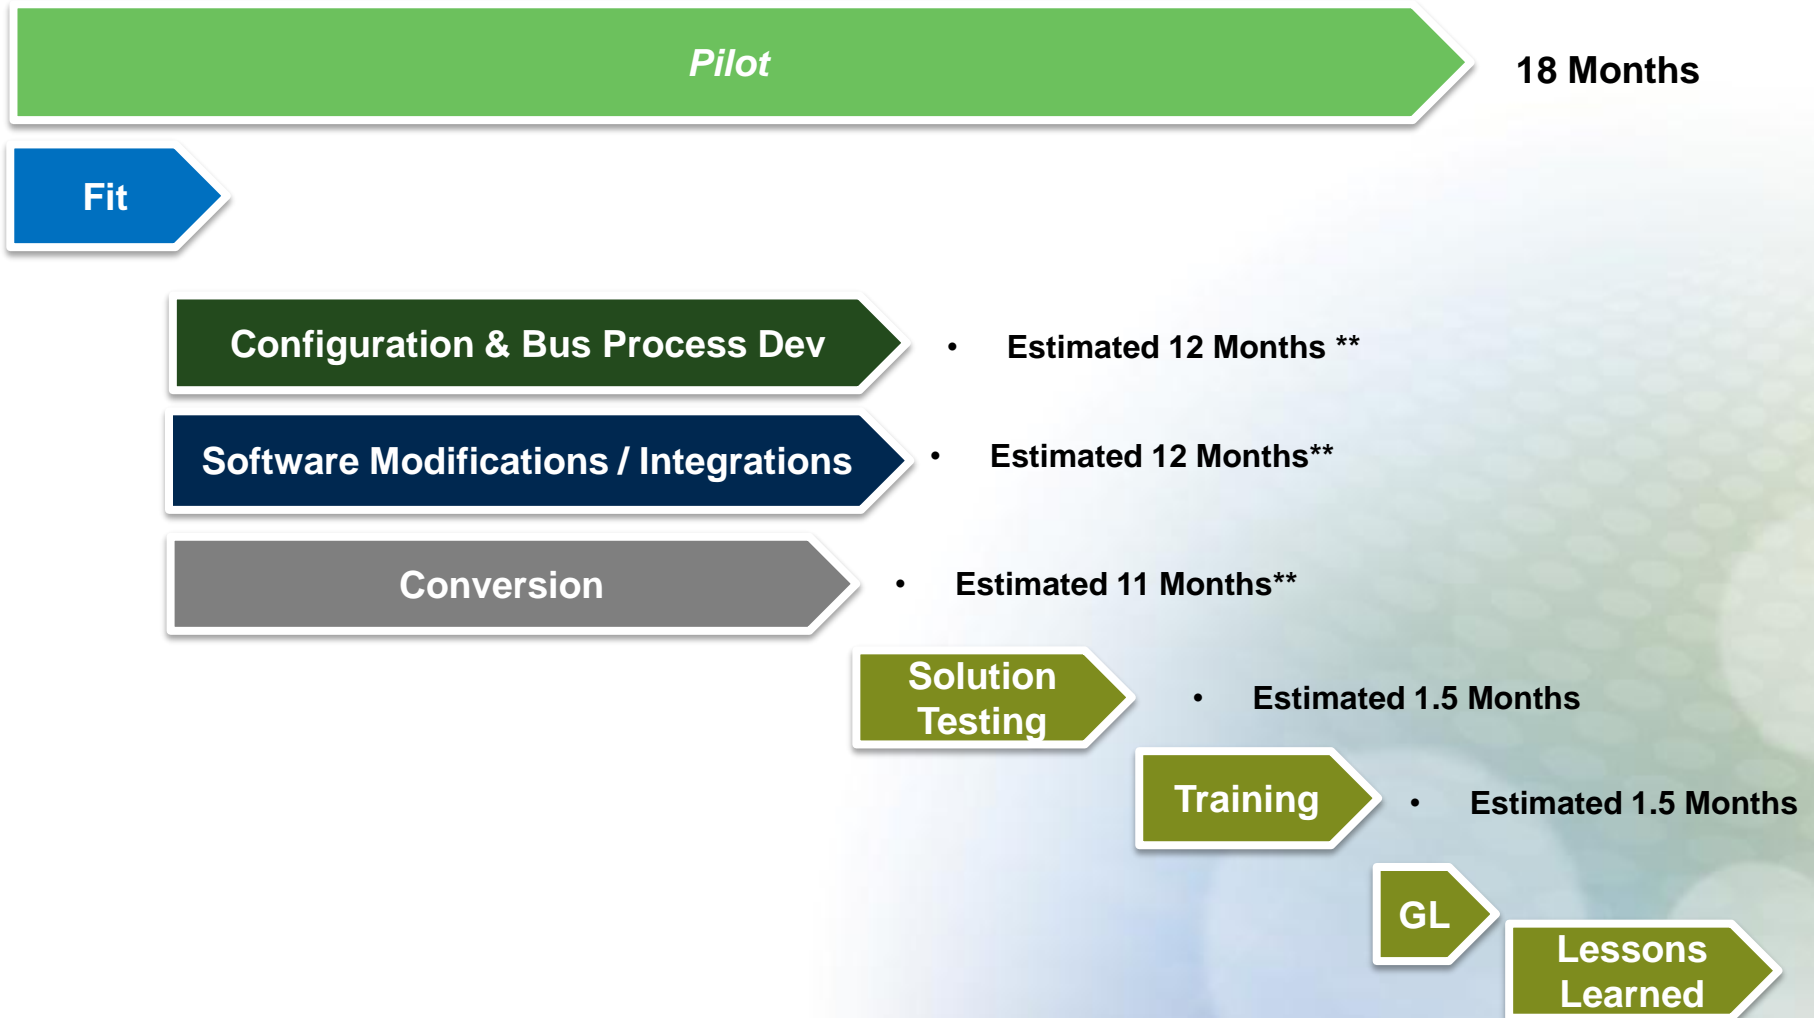 Pilot
18 Months
Fit
Configuration & Bus Process Dev
• Estimated 12 Months **
Software Modifications / Integrations
• Estimated 12 Months**
Conversion
• Estimated 11 Months**
Solution
Testing
• Estimated 1.5 Months
Training
• Estimated 1.5 Months
GL
Lessons
Learned